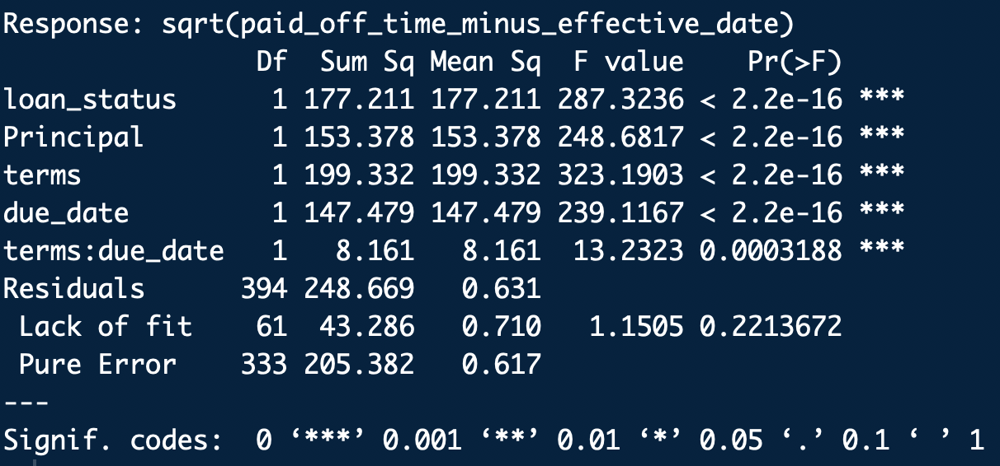 Response: sqrt(paid_off_time_minus_effective_date)
Df Sum Sq Mean Sq F value Pr(>F)
loan_status 1 177.211 177.211 287.3236 < 2.2e-16 ***
Principal 1 153.378 153.378 248.6817 < 2.2e-16 ***
terms 1 199.332 199.332 323.1903 < 2.2e-16 ***
due_date 1 147.479 147.479 239.1167 < 2.2e-16 ***
terms:due_date 1 8.161 8.161 13.2323 0.0003188 ***
Residuals 394 248.669 0.631
Lack of fit 61 43.286 0.710 1.1505 0.2213672
Pure Error 333 205.382 0.617
---
Signif. codes: 0 ‘***’ 0.001 ‘**’ 0.01 ‘*’ 0.05 ‘.’ 0.1 ‘ ’ 1